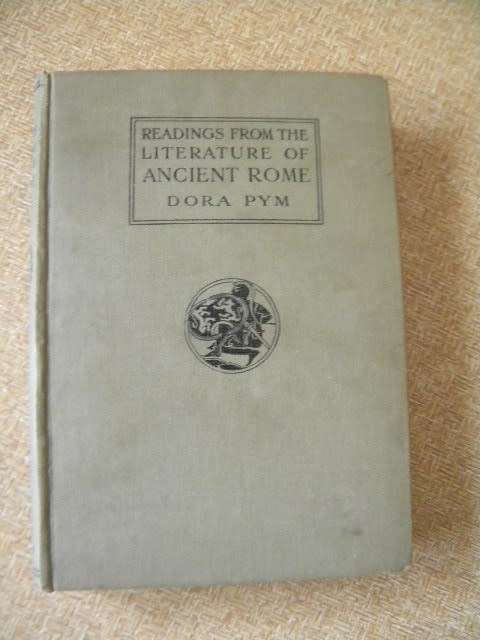 READINGS FROM THE
LITERATURE OF
ANCIENT ROME
DORA PYM